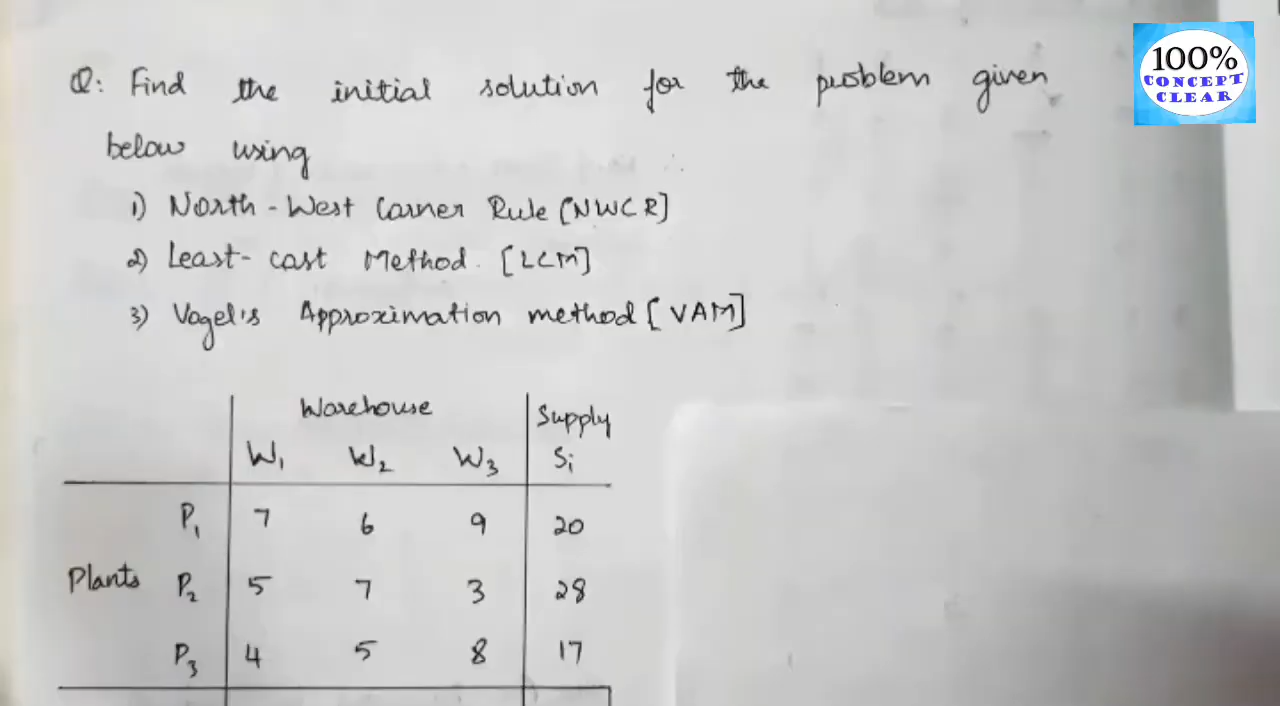 100%
CONCEPT
CLEAR
Q: Find the initial solution for the problem given
below using
1) North-West Corner Rule [NWCR]
2) Least-cost Method. [LCM]
3) Vogel's Approximation method [VAM]
Warehouse Supply
W₁ W₂ W₃ Si
P₁ 7 6 9 20
Plants P₂ 5 7 3 28
P₃ 4 5 8 17